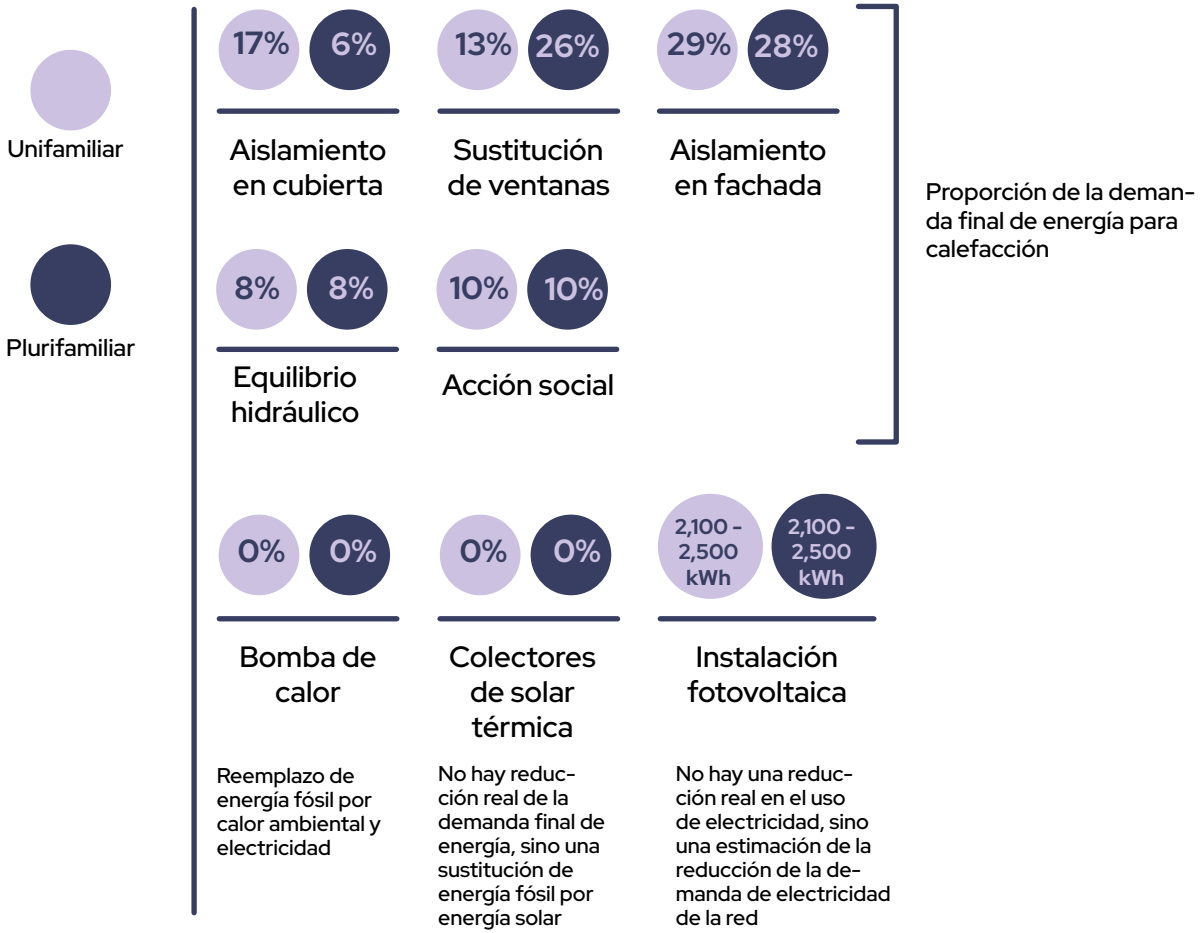 Unifamiliar
Plurifamiliar
17% 6%
Aislamiento
en cubierta
13% 26%
Sustitución
de ventanas
29% 28%
Aislamiento
en fachada
8% 8%
Equilibrio
hidráulico
10% 10%
Acción social
Proporción de la deman-
da final de energía para
calefacción
0% 0%
Bomba de
calor
Reemplazo de
energía fósil por
calor ambiental y
electricidad
0% 0%
Colectores
de solar
térmica
No hay reduc-
ción real de la
demanda final de
energía, sino una
sustitución de
energía fósil por
energía solar
2,100 -
2,500
kWh
2,100 -
2,500
kWh
Instalación
fotovoltaica
No hay una reduc-
ción real en el uso
de electricidad, sino
una estimación de la
reducción de la de-
manda de electricidad
de la red